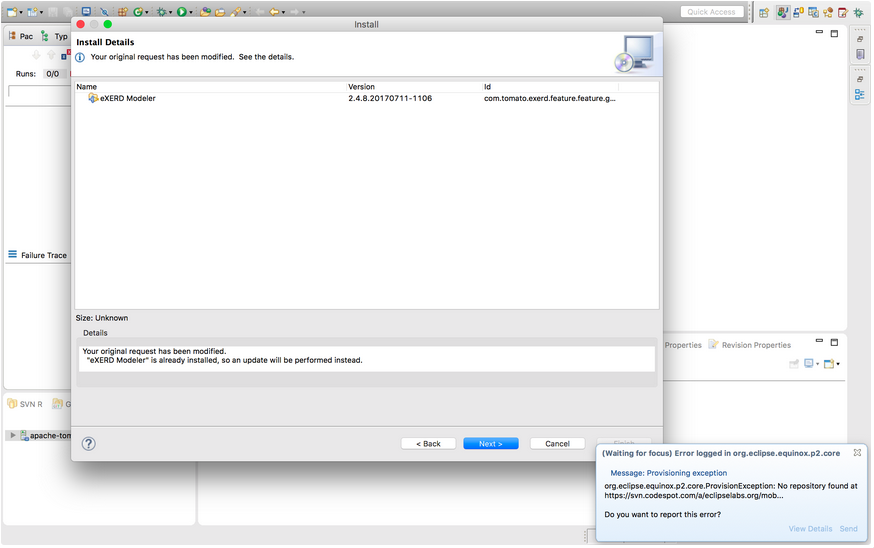 Quick Access
Install
Pac
Typ
Runs: 0/0
Install Details
Your original request has been modified. See the details.
Name Version Id
eXERD Modeler 2.4.8.20170711-1106 com.tomato.exerd.feature.feature.g...
Failure Trace
Size: Unknown
Details
Your original request has been modified.
"eXERD Modeler" is already installed, so an update will be performed instead.
Properties Revision Properties
SVN R G
apache-tom
? < Back Next > Cancel Finish
(Waiting for focus) Error logged in org.eclipse.equinox.p2.core
Message: Provisioning exception
org.eclipse.equinox.p2.core.ProvisionException: No repository found at
https://svn.codespot.com/a/eclipselabs.org/mob...
Do you want to report this error?
View Details Send